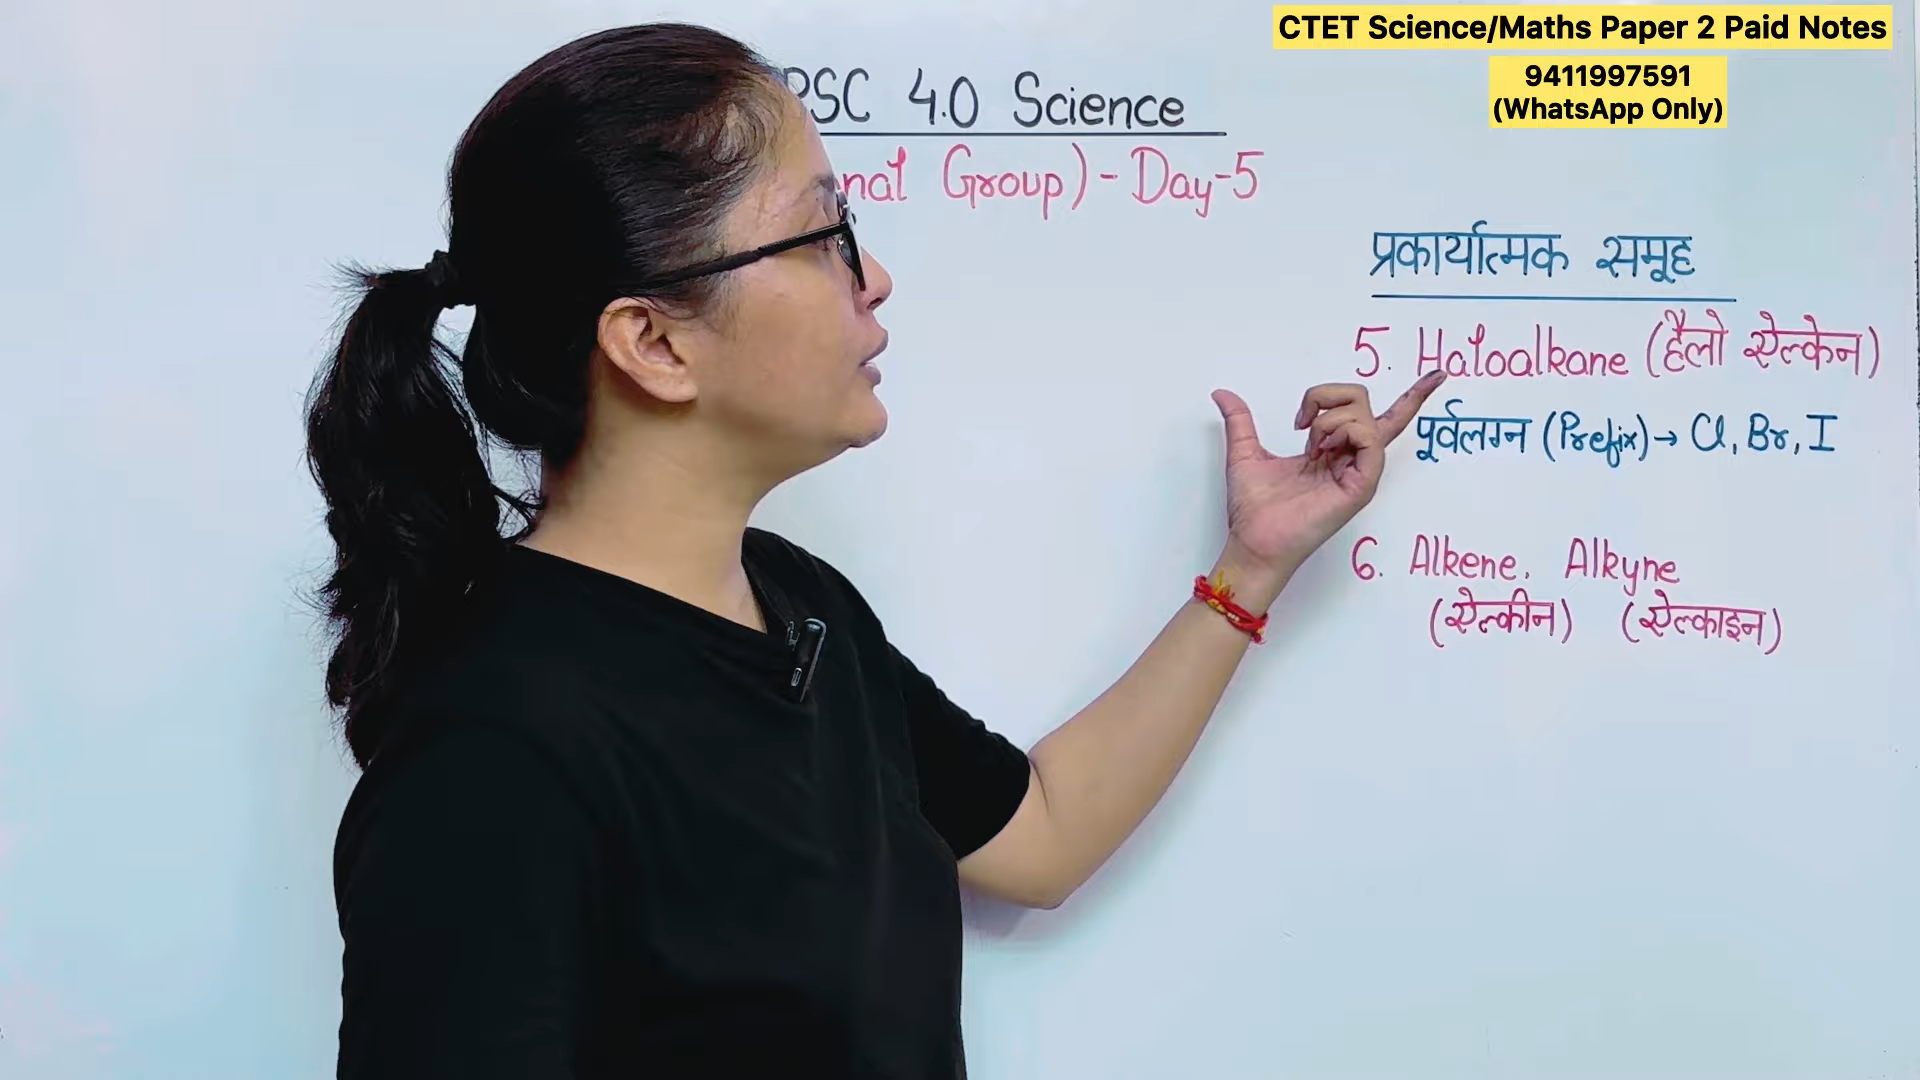 CTET Science/Maths Paper 2 Paid Notes
9411997591
(WhatsApp Only)
PSC 4.0 Science
nal Group) - Day-5
प्रकार्यात्मक समूह
5. Haloalkane (हैलो ऐल्केन)
पूर्वलग्न (Prefix) → Cl, Br, I
6. Alkene, Alkyne
(ऐल्कीन) (ऐल्काइन)